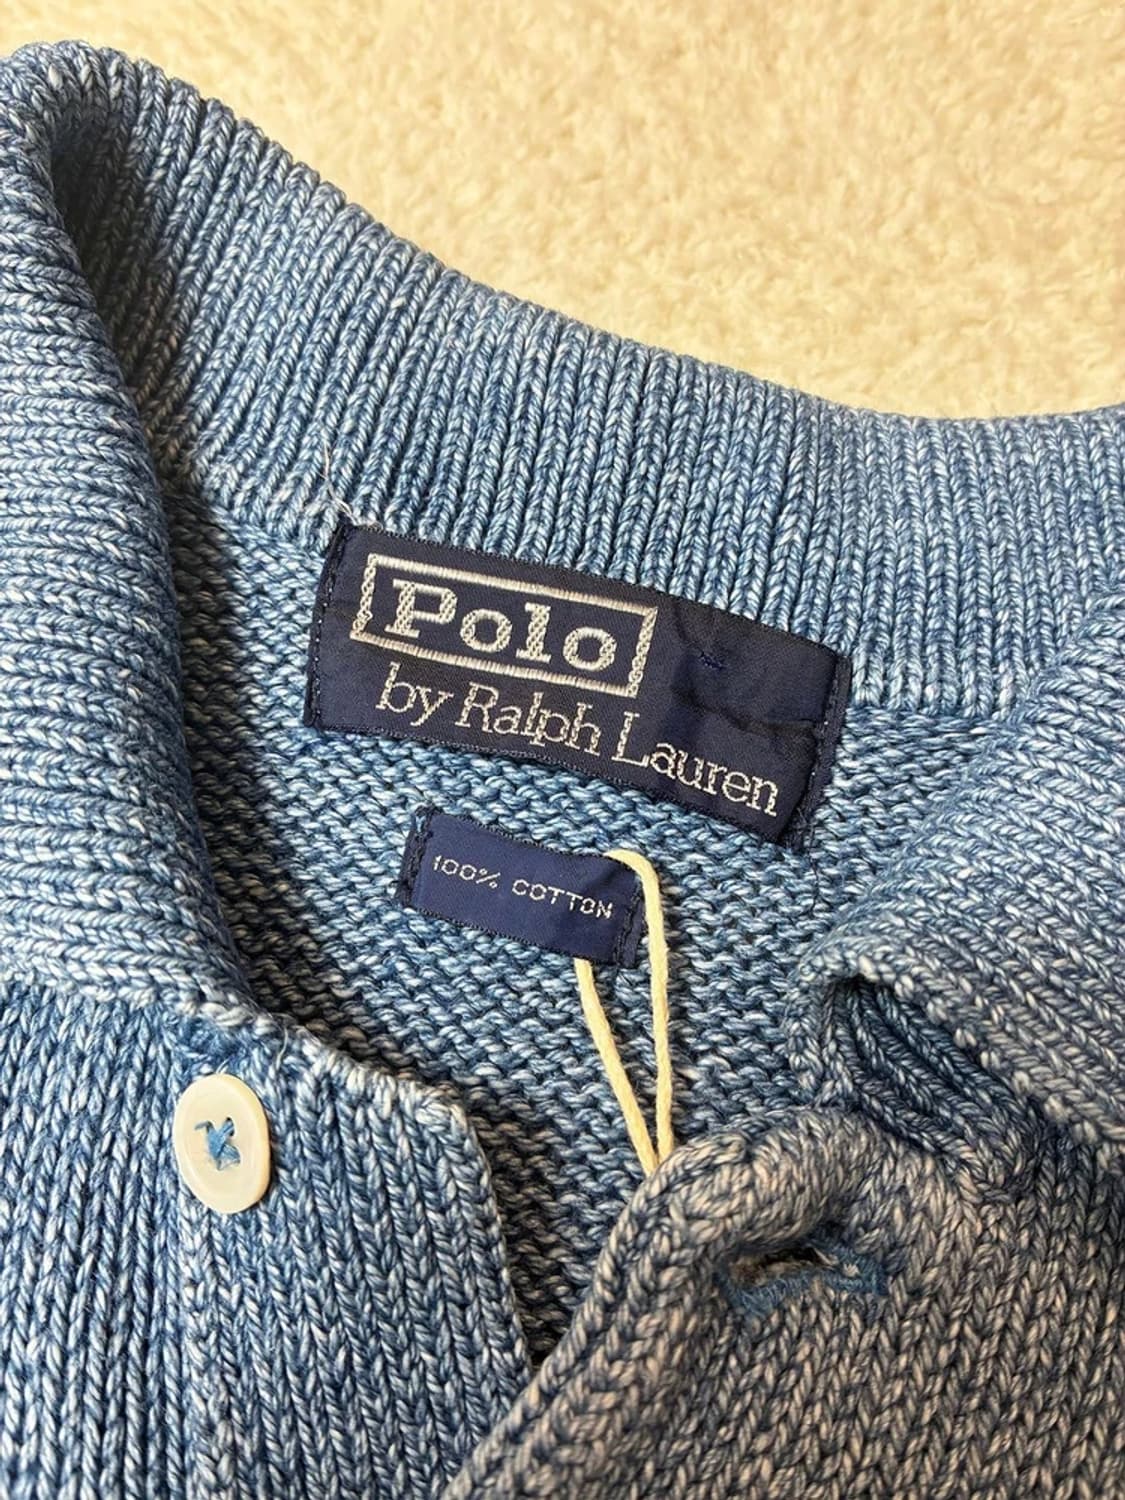 Polo
by Ralph Lauren
100% COTTON